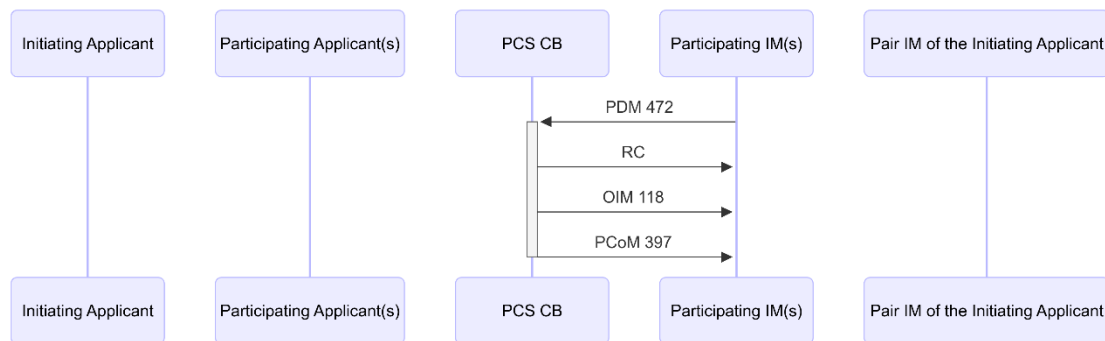 Initiating Applicant
Participating Applicant(s)
PCS CB
Participating IM(s)
Pair IM of the Initiating Applicant
PDM 472
RC
OIM 118
PCoM 397
Initiating Applicant
Participating Applicant(s)
PCS CB
Participating IM(s)
Pair IM of the Initiating Applicant